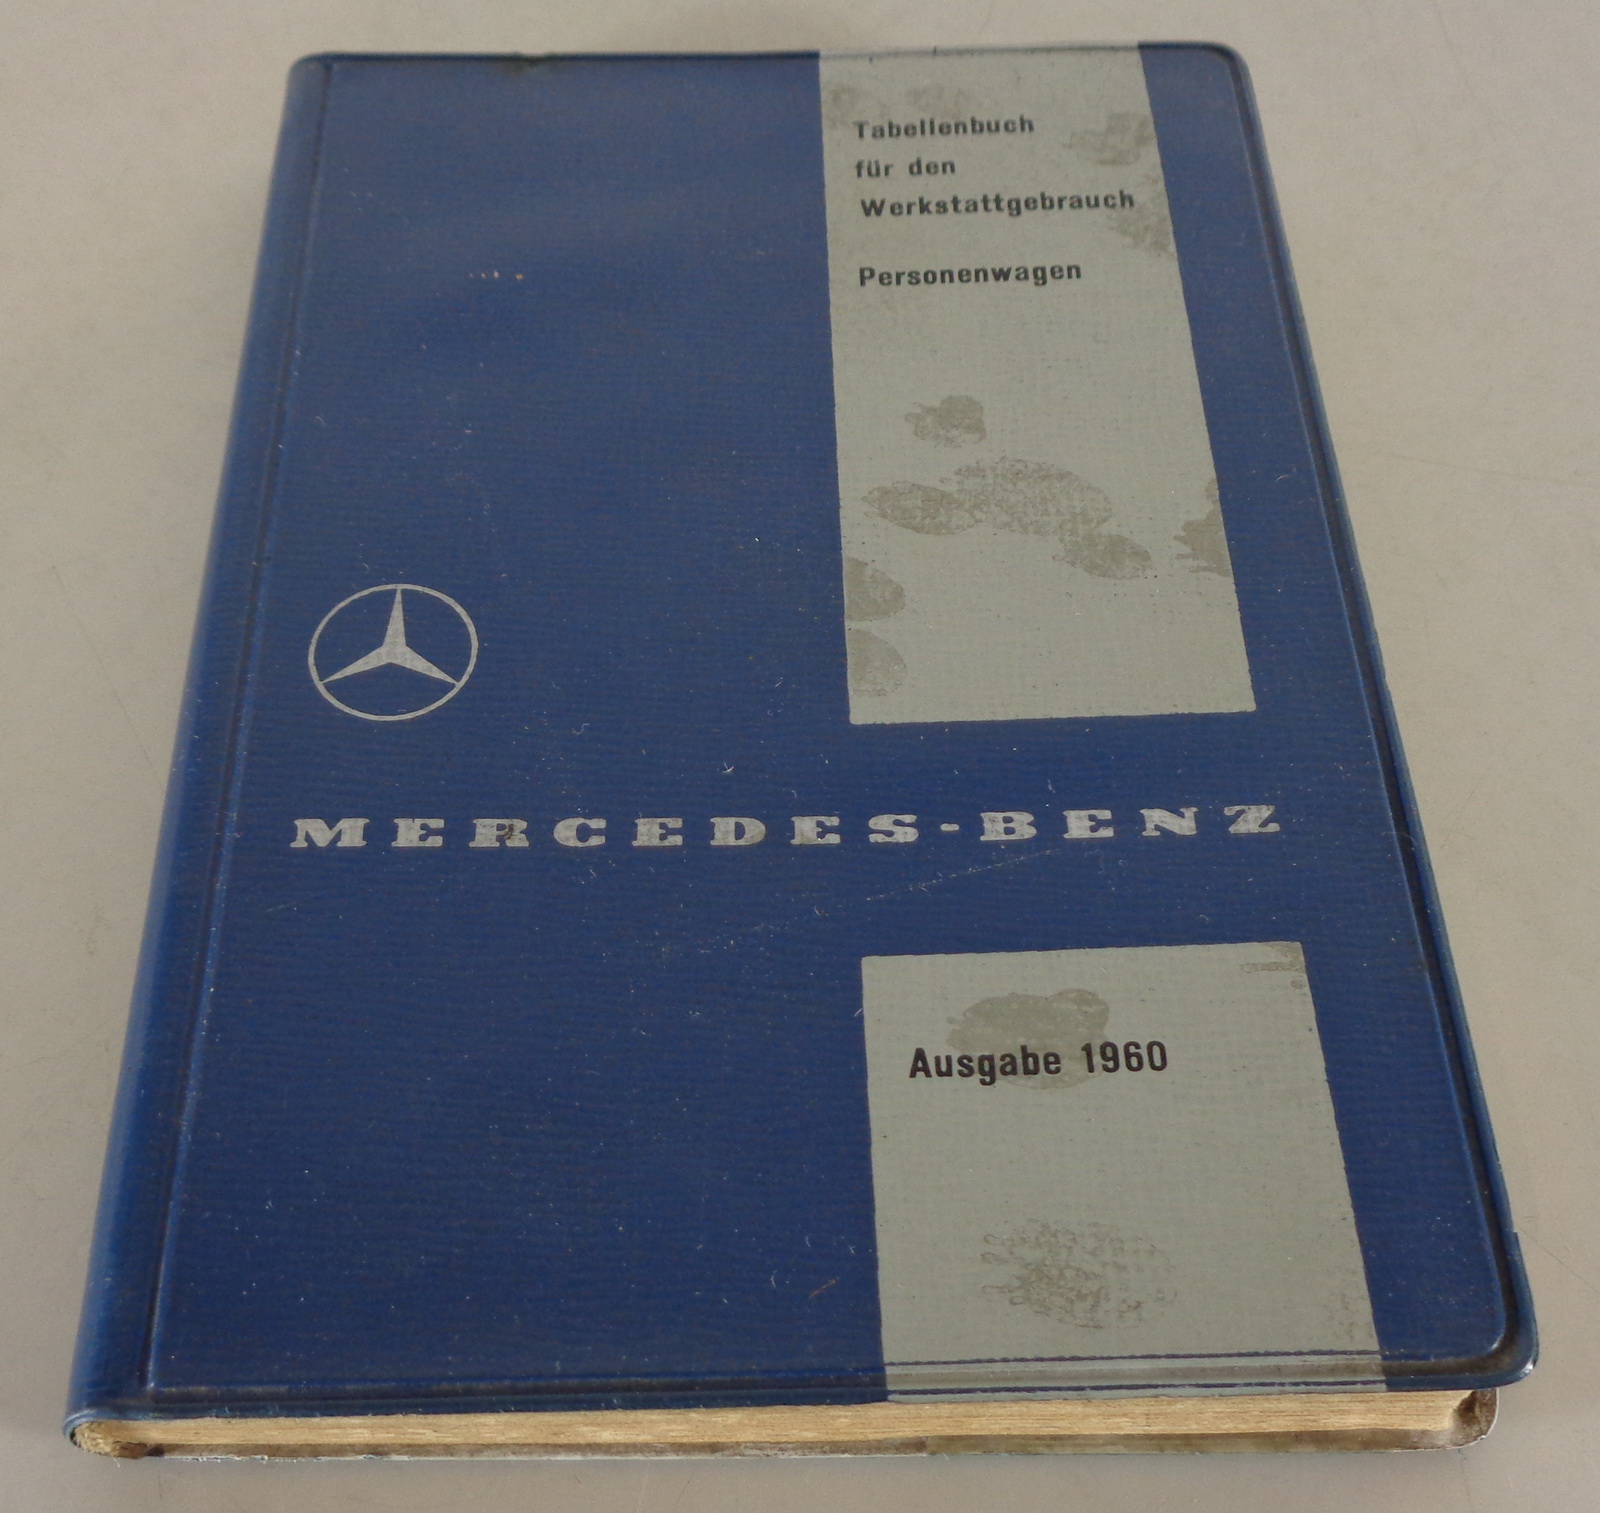 Tabellenbuch
für den
Werkstattgebrauch
Personenwagen
MERCEDES-BENZ
Ausgabe 1960